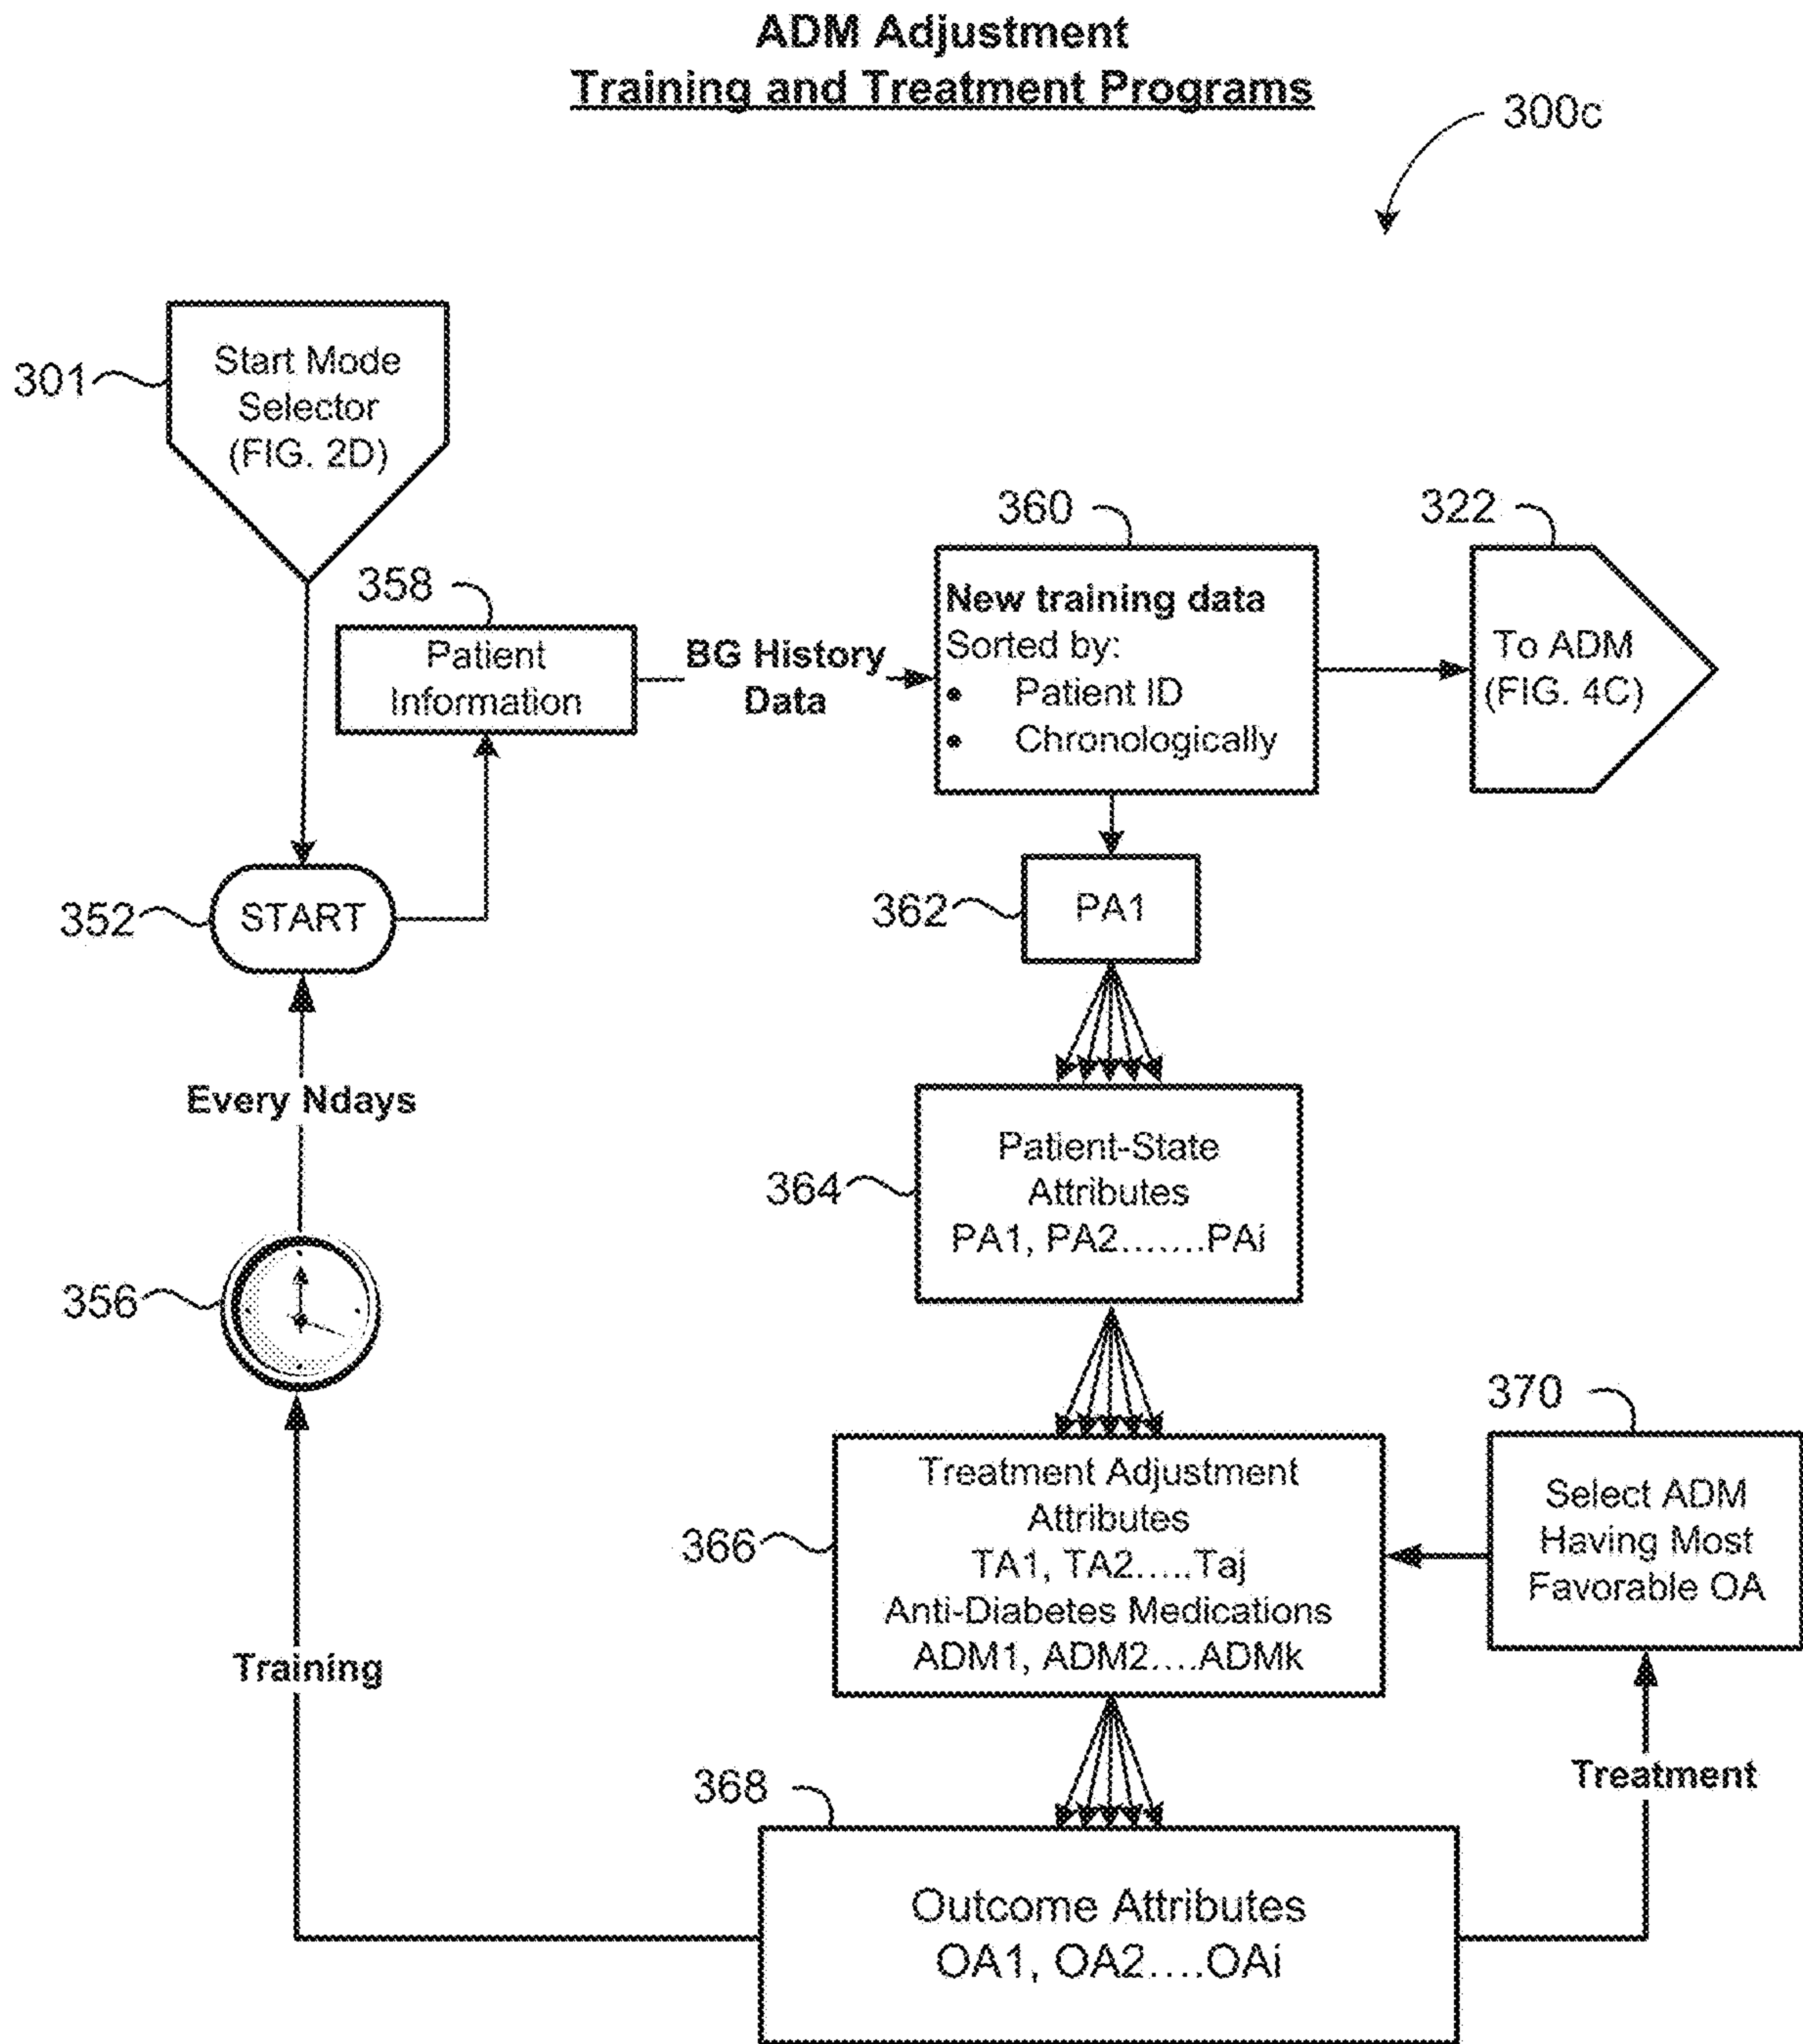 ADM Adjustment
Training and Treatment Programs
300c
301
Start Mode
Selector
(FIG. 2D)
358
Patient
Information
BG History
Data
360
New training data
Sorted by:
• Patient ID
• Chronologically
322
To ADM
(FIG. 4C)
352
START
362
PA1
Every Ndays
364
Patient-State
Attributes
PA1, PA2.......PAi
356
366
Treatment Adjustment
Attributes
TA1, TA2.....Taj
Anti-Diabetes Medications
ADM1, ADM2....ADMk
370
Select ADM
Having Most
Favorable OA
Training
Treatment
368
Outcome Attributes
OA1, OA2....OAi